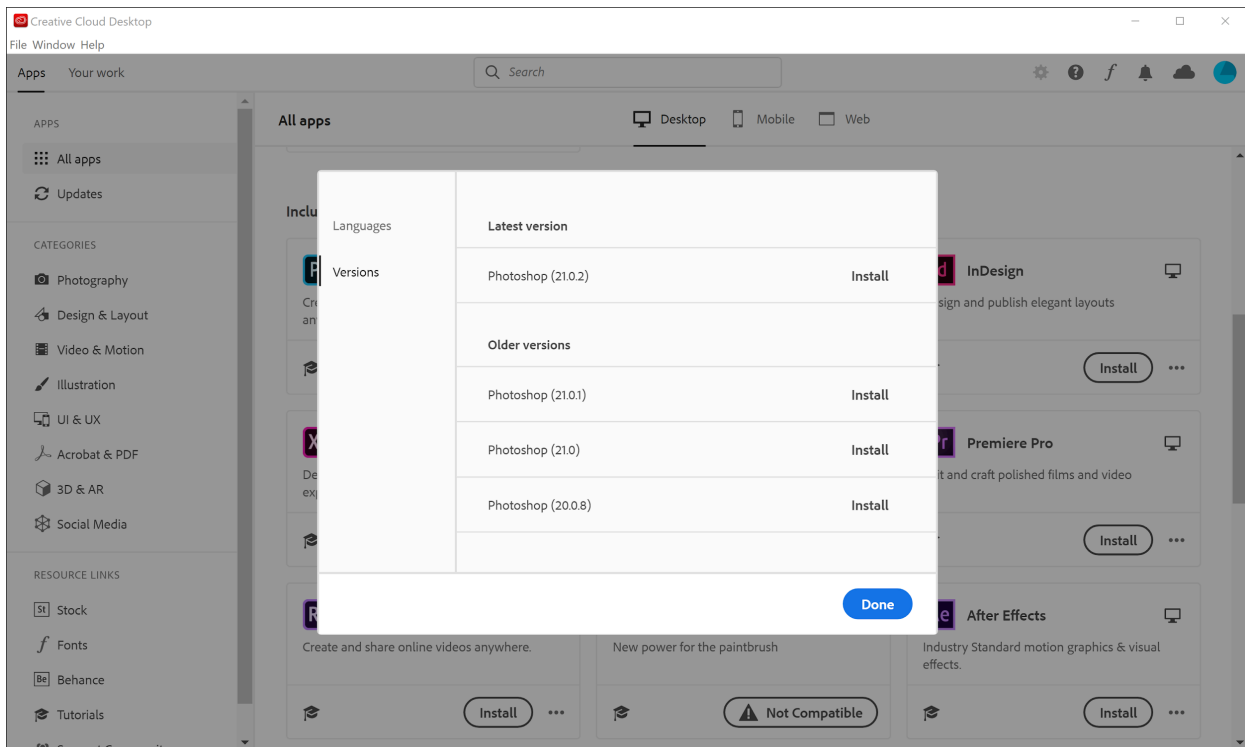 Creative Cloud Desktop
File Window Help
Apps Your work Search
APPS
All apps
Updates
CATEGORIES
Photography
Design & Layout
Video & Motion
Illustration
UI & UX
Acrobat & PDF
3D & AR
Social Media
RESOURCE LINKS
St Stock
Fonts
Be Behance
Tutorials
All apps Desktop Mobile Web
Inclu
Languages
Versions
Latest version
Photoshop (21.0.2) Install
Older versions
Photoshop (21.0.1) Install
Photoshop (21.0) Install
Photoshop (20.0.8) Install
Done
InDesign
sign and publish elegant layouts
Install
Premiere Pro
it and craft polished films and video
Install
Create and share online videos anywhere.
Install
New power for the paintbrush
Not Compatible
After Effects
Industry Standard motion graphics & visual
effects.
Install